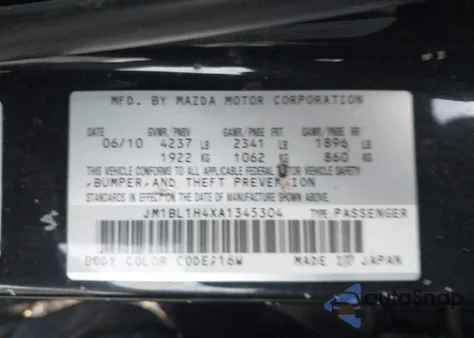 MFD. BY MAZDA MOTOR CORPORATION
DATE GVWR/PNBV GAWR/PNBE FRT GAWR/PNBE RR
06/10 4237 LB 2341 LB 1896 LB
1922 KG 1062 KG 860 KG
THIS VEHICLE CONFORMS TO ALL APPLICABLE FEDERAL MOTOR VEHICLE SAFETY
, BUMPER, AND THEFT PREVENTION
STANDARDS IN EFFECT ON THE DATE OF MANUFACTURE SHOWN ABOVE.
JM1BL1H4XA1345304 TYPE: PASSENGER
BODY COLOR CODE: 16W MADE IN JAPAN
autoSnap